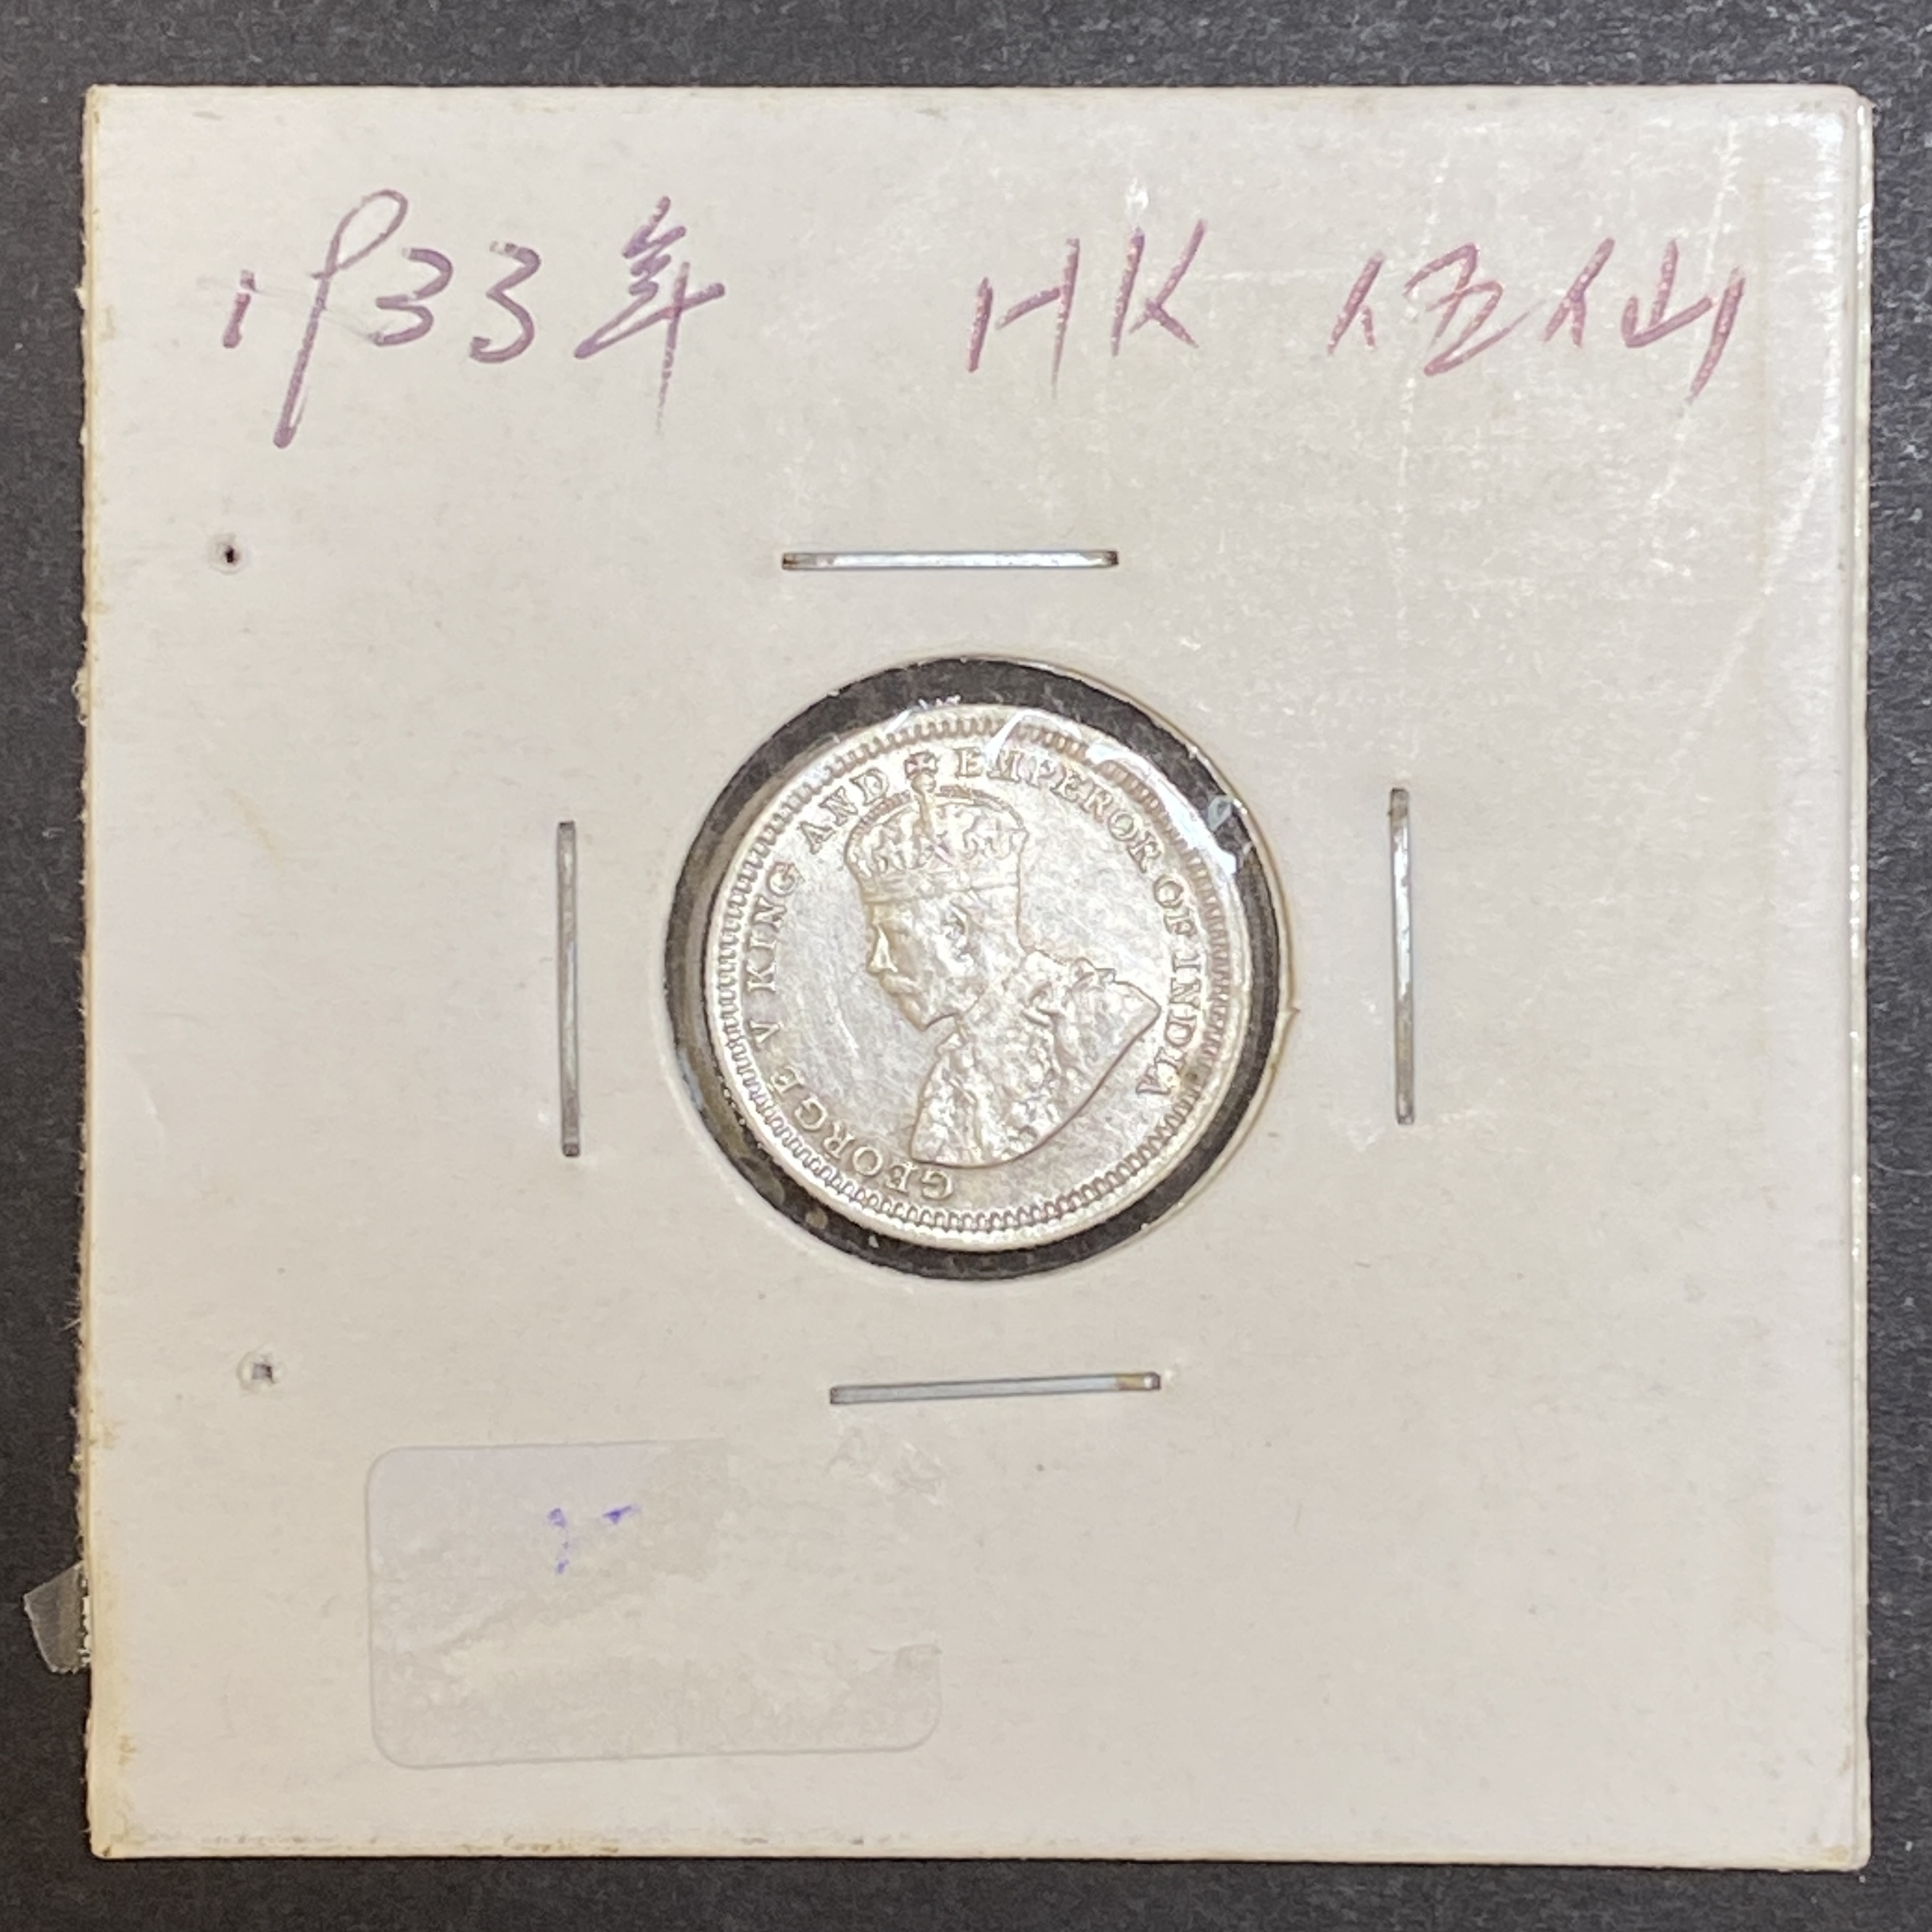 1933年 HK 伍仙
GEORGE V KING AND EMPEROR OF INDIA